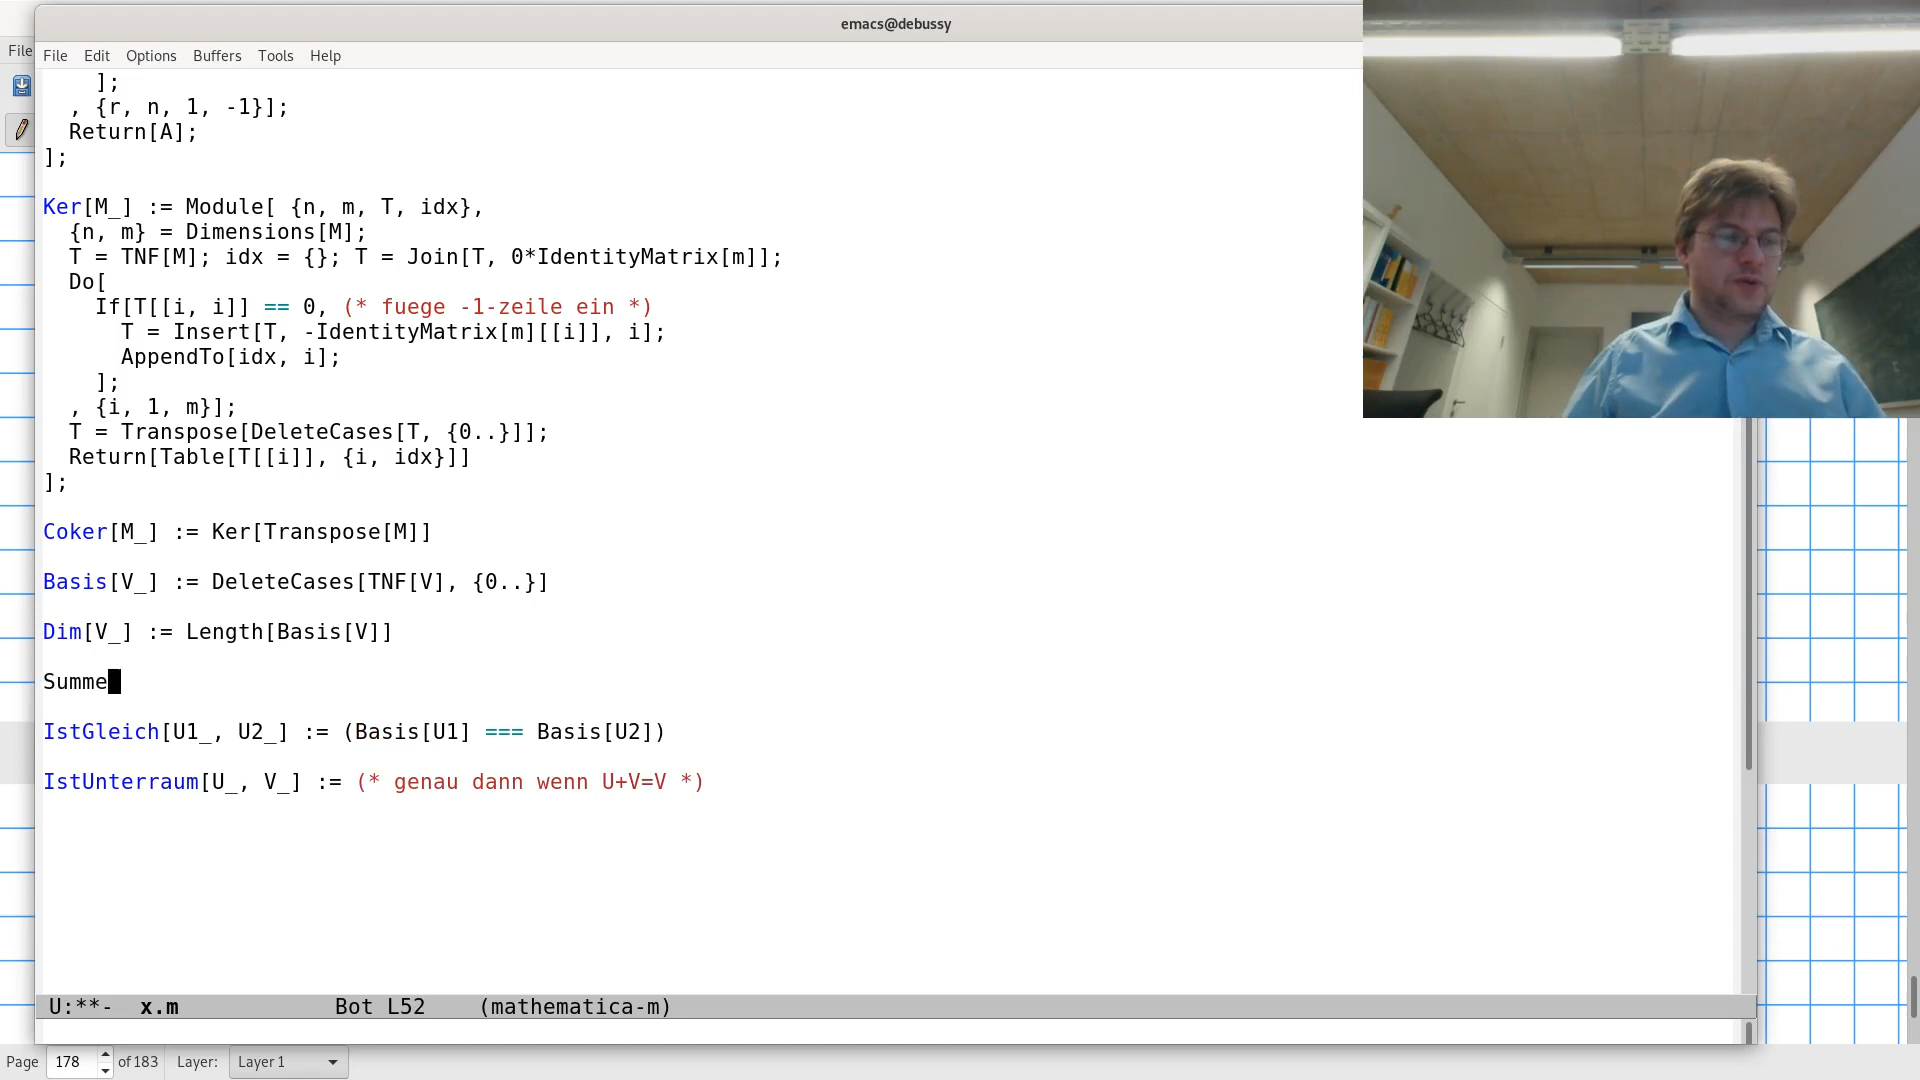 emacs@debussy
File
File Edit Options Buffers Tools Help
];
, {r, n, 1, -1}];
Return[A];
];
Ker[M_] := Module[ {n, m, T, idx},
{n, m} = Dimensions[M];
T = TNF[M]; idx = {}; T = Join[T, 0*IdentityMatrix[m]];
Do[
If[T[[i, i]] == 0, (* fuege -1-zeile ein *)
T = Insert[T, -IdentityMatrix[m][[i]], i];
AppendTo[idx, i];
];
, {i, 1, m}];
T = Transpose[DeleteCases[T, {0..}]];
Return[Table[T[[i]], {i, idx}]]
];
Coker[M_] := Ker[Transpose[M]]
Basis[V_] := DeleteCases[TNF[V], {0..}]
Dim[V_] := Length[Basis[V]]
Summe
IstGleich[U1_, U2_] := (Basis[U1] === Basis[U2])
IstUnterraum[U_, V_] := (* genau dann wenn U+V=V *)
U:**- x.m Bot L52 (mathematica-m)
Page 178 of 183 Layer: Layer 1